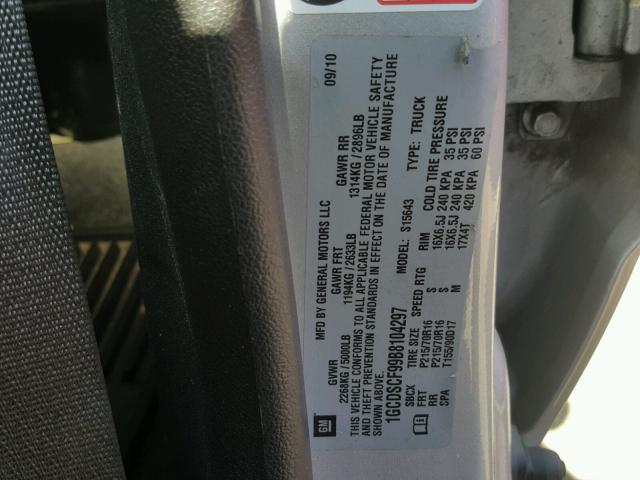 GM
MFD BY GENERAL MOTORS LLC 09/10
GVWR GAWR FRT GAWR RR
2268KG / 5000LB 1194KG / 2633LB 1314KG / 2896LB
THIS VEHICLE CONFORMS TO ALL APPLICABLE FEDERAL MOTOR VEHICLE SAFETY
AND THEFT PREVENTION STANDARDS IN EFFECT ON THE DATE OF MANUFACTURE
SHOWN ABOVE.
1GCDSCF99B8104297 MODEL: S15643 TYPE: TRUCK
SBCX TIRE SIZE SPEED RTG RIM COLD TIRE PRESSURE
FRT P215/70R16 S 16X6.5J 240 KPA 35 PSI
RR P215/70R16 S 16X6.5J 240 KPA 35 PSI
SPA T155/90D17 M 17X4T 420 KPA 60 PSI